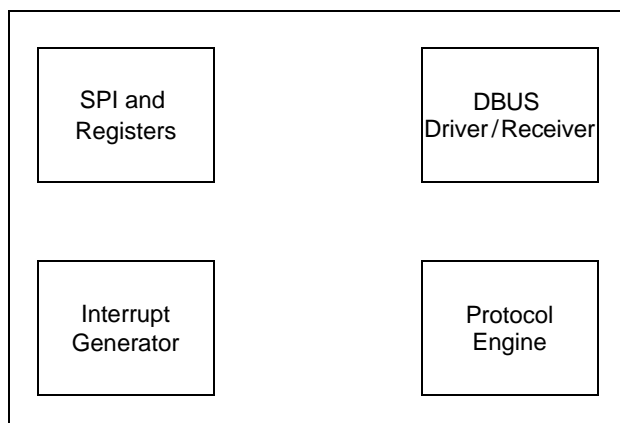 SPI and
Registers
DBUS
Driver/Receiver
Interrupt
Generator
Protocol
Engine